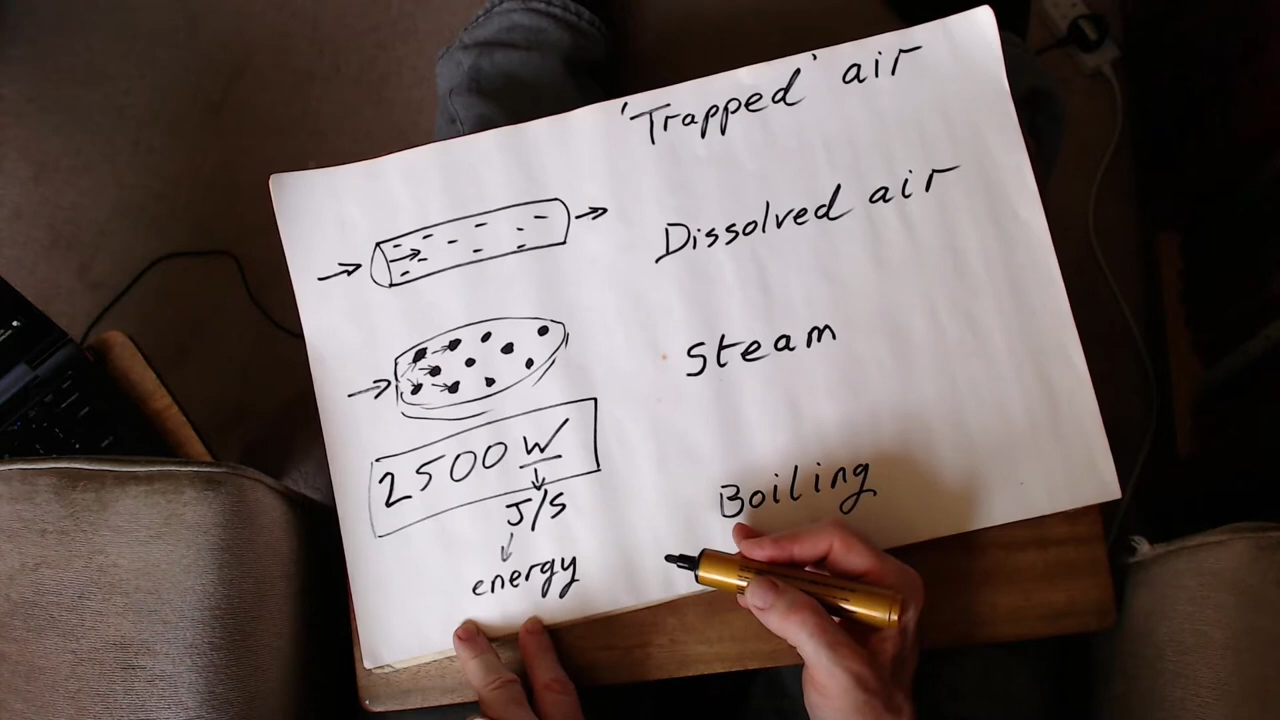 'Trapped' air
Dissolved air
Steam
Boiling
2500 W
J/S
energy